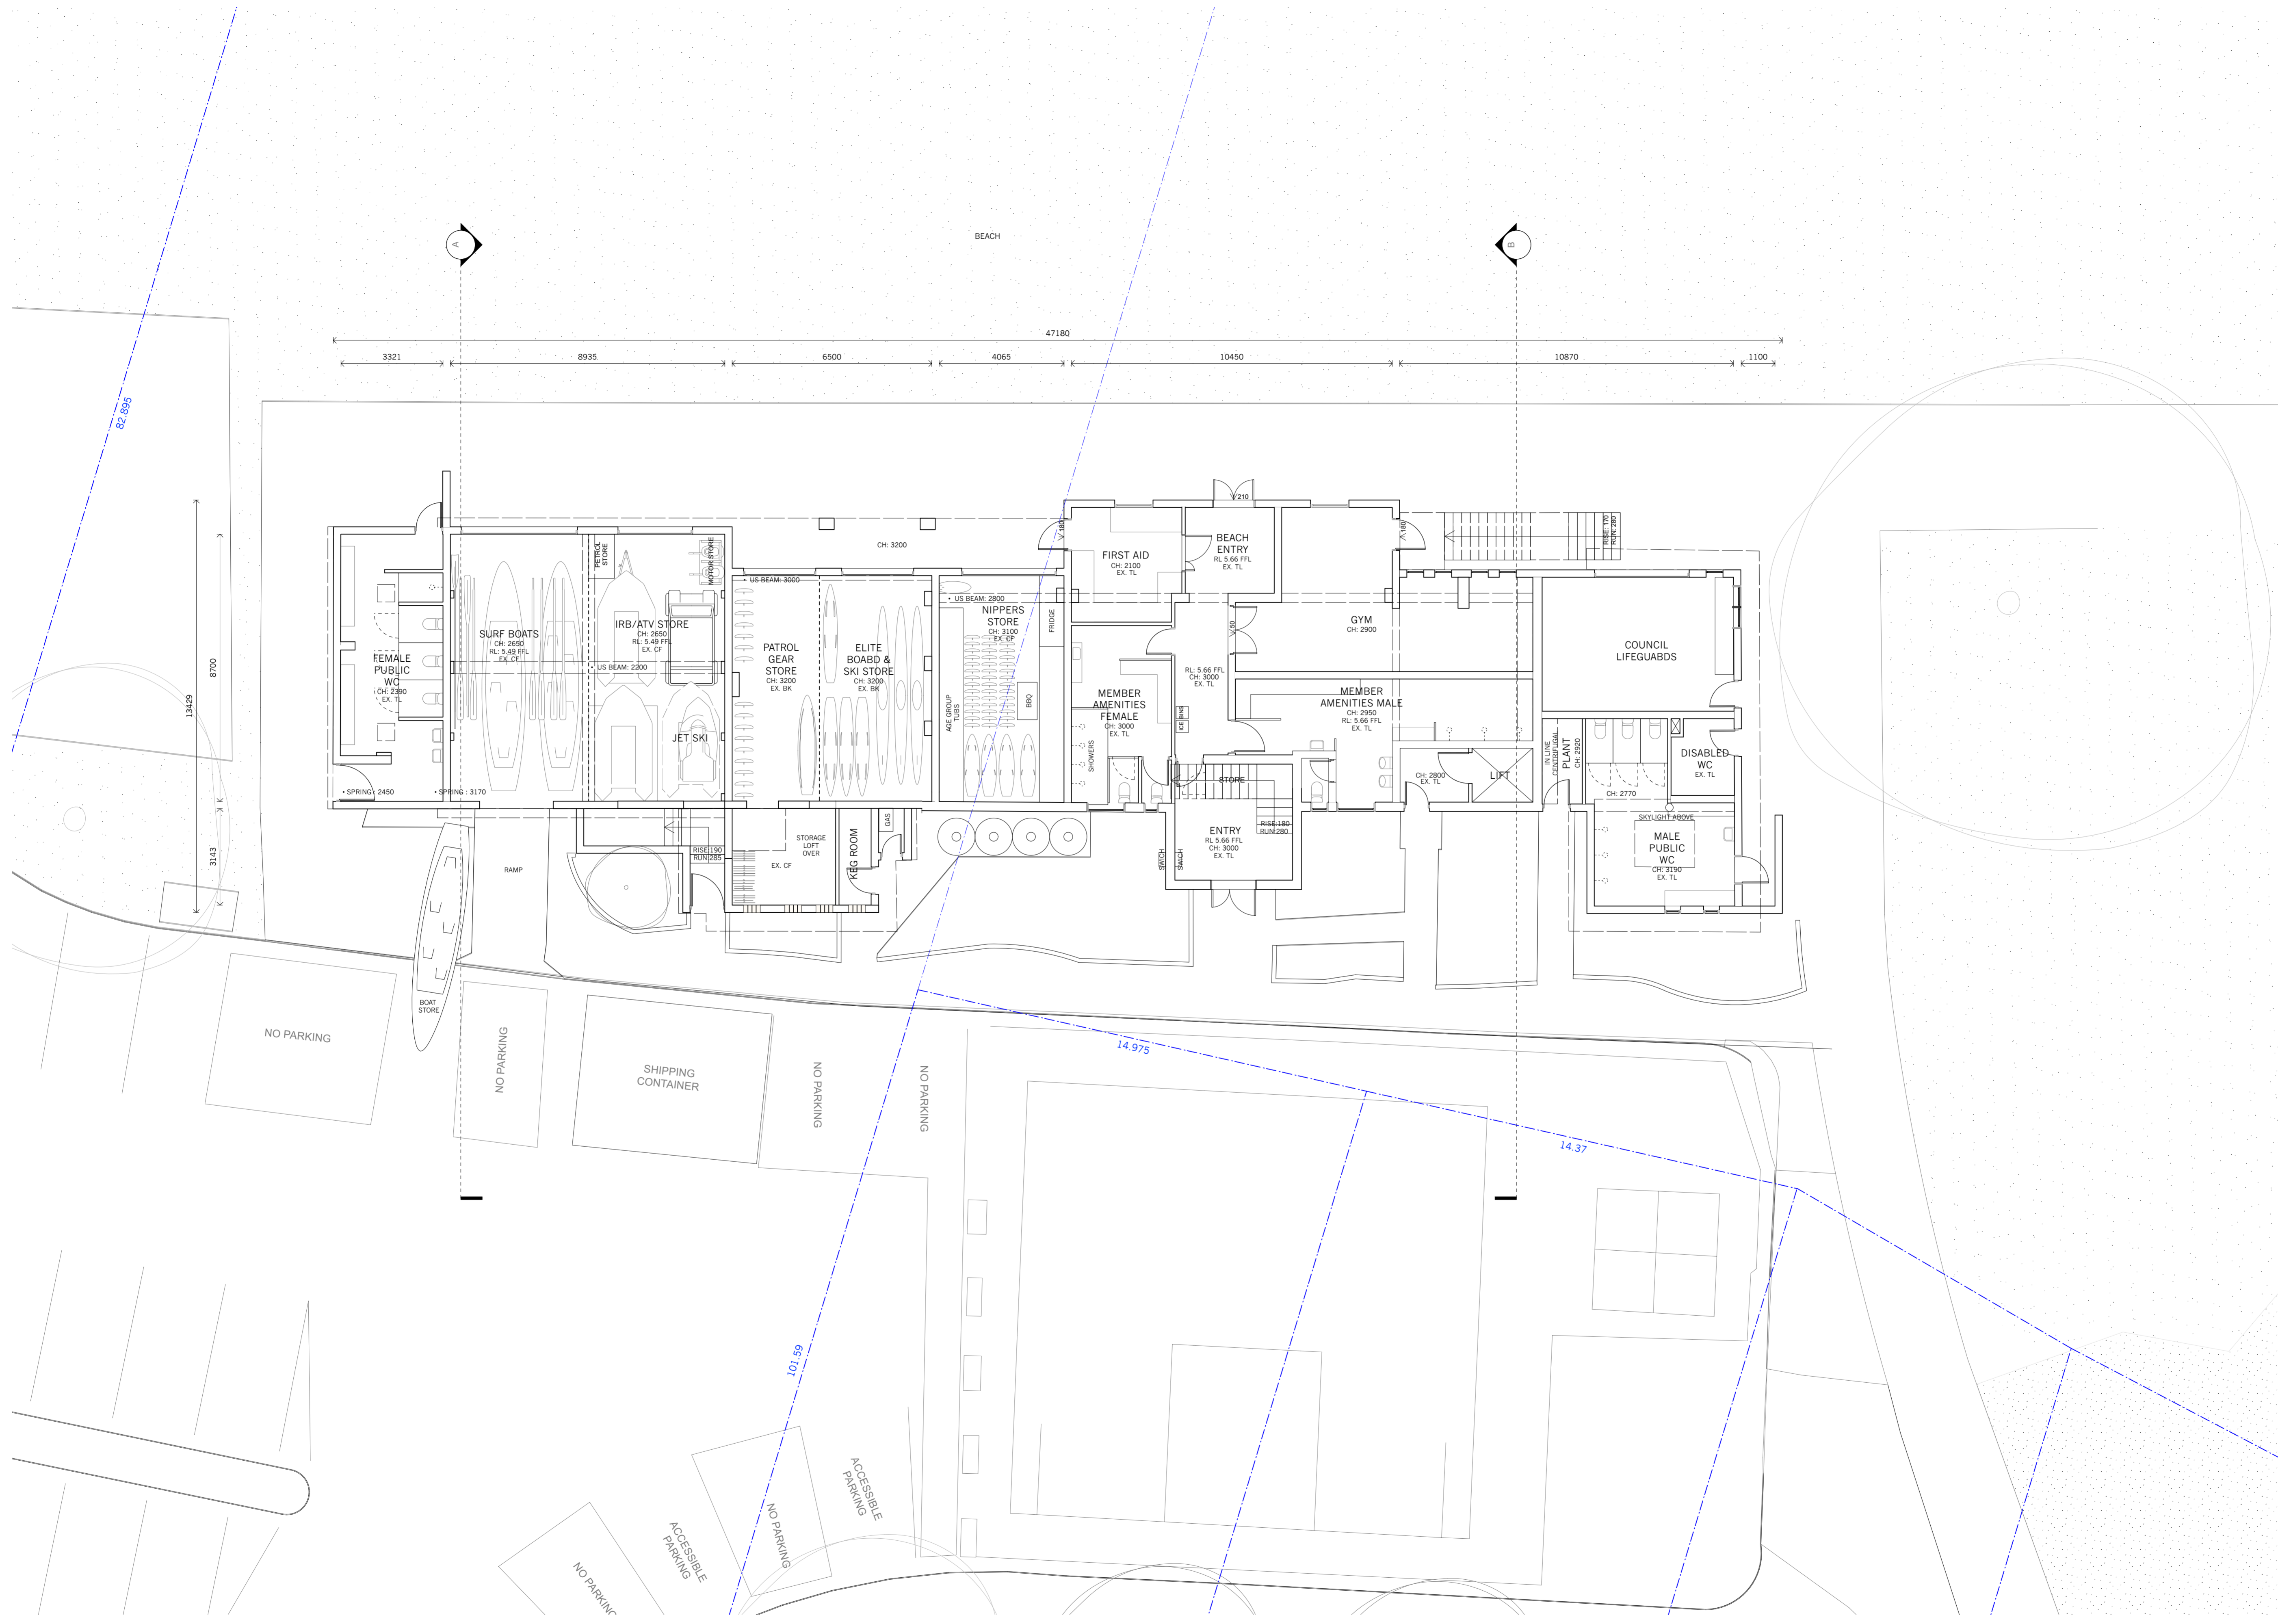 A
B
BEACH
47180
3321
8935
6500
4065
10450
10870
1100
82.895
13429
8700
3143
FEMALE
PUBLIC
WC
CH: 2390
EX. TL
• SPRING : 2450
• SPRING : 3170
SURF BOATS
CH: 2650
RL: 5.49 FFL
EX. CF
PETROL
STORE
MOTOR STORE
IRB/ATV STORE
CH: 2650
RL: 5.49 FFL
EX. CF
• US BEAM: 2200
JET SKI
• US BEAM: 3000
CH: 3200
PATROL
GEAR
STORE
CH: 3200
EX. BK
ELITE
BOABD &
SKI STORE
CH: 3200
EX. BK
• US BEAM: 2800
NIPPERS
STORE
CH: 3100
EX. CF
FRIDGE
AGE GROUP
TUBS
BBQ
180
FIRST AID
CH: 2100
EX. TL
210
BEACH
ENTRY
RL 5.66 FFL
EX. TL
180
RISE: 170
RUN: 280
150
GYM
CH: 2900
RL: 5.66 FFL
CH: 3000
EX. TL
ICE BINS
MEMBER
AMENITIES
FEMALE
CH: 3000
EX. TL
SHOWERS
MEMBER
AMENITIES MALE
CH: 2950
RL: 5.66 FFL
EX. TL
STORE
CH: 2800
EX. TL
LIFT
COUNCIL
LIFEGUABDS
IN LINE
CENTRIFUGAL
PLANT
CH: 2920
DISABLED
WC
EX. TL
CH: 2770
SKYLIGHT ABOVE
MALE
PUBLIC
WC
CH: 3190
EX. TL
ENTRY
RL 5.66 FFL
CH: 3000
EX. TL
RISE:180
RUN:280
SWICH
SWICH
RAMP
RISE:190
RUN:285
STORAGE
LOFT
OVER
EX. CF
KEG ROOM
GAS
BOAT
STORE
NO PARKING
NO PARKING
SHIPPING
CONTAINER
NO PARKING
NO PARKING
14.975
14.37
101.59
ACCESSIBLE
PARKING
NO PARKING
ACCESSIBLE
PARKING
NO PARKING